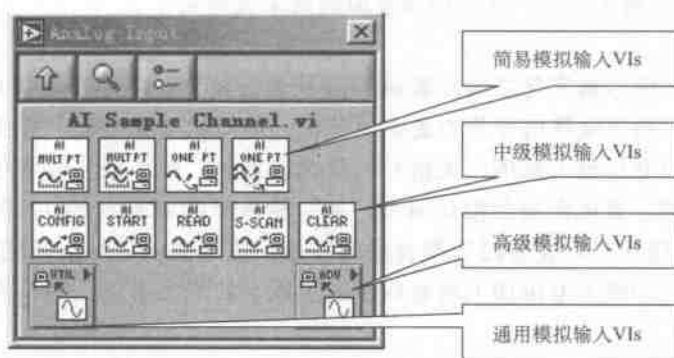 Analog Input
简易模拟输入VIs
AI Sample Channel.vi
AI MULT PT
AI MULT PT
AI ONE PT
AI ONE PT
中级模拟输入VIs
AI CONFIG
AI START
AI READ
AI S-SCAN
AI CLEAR
高级模拟输入VIs
UTIL
ADV
通用模拟输入VIs